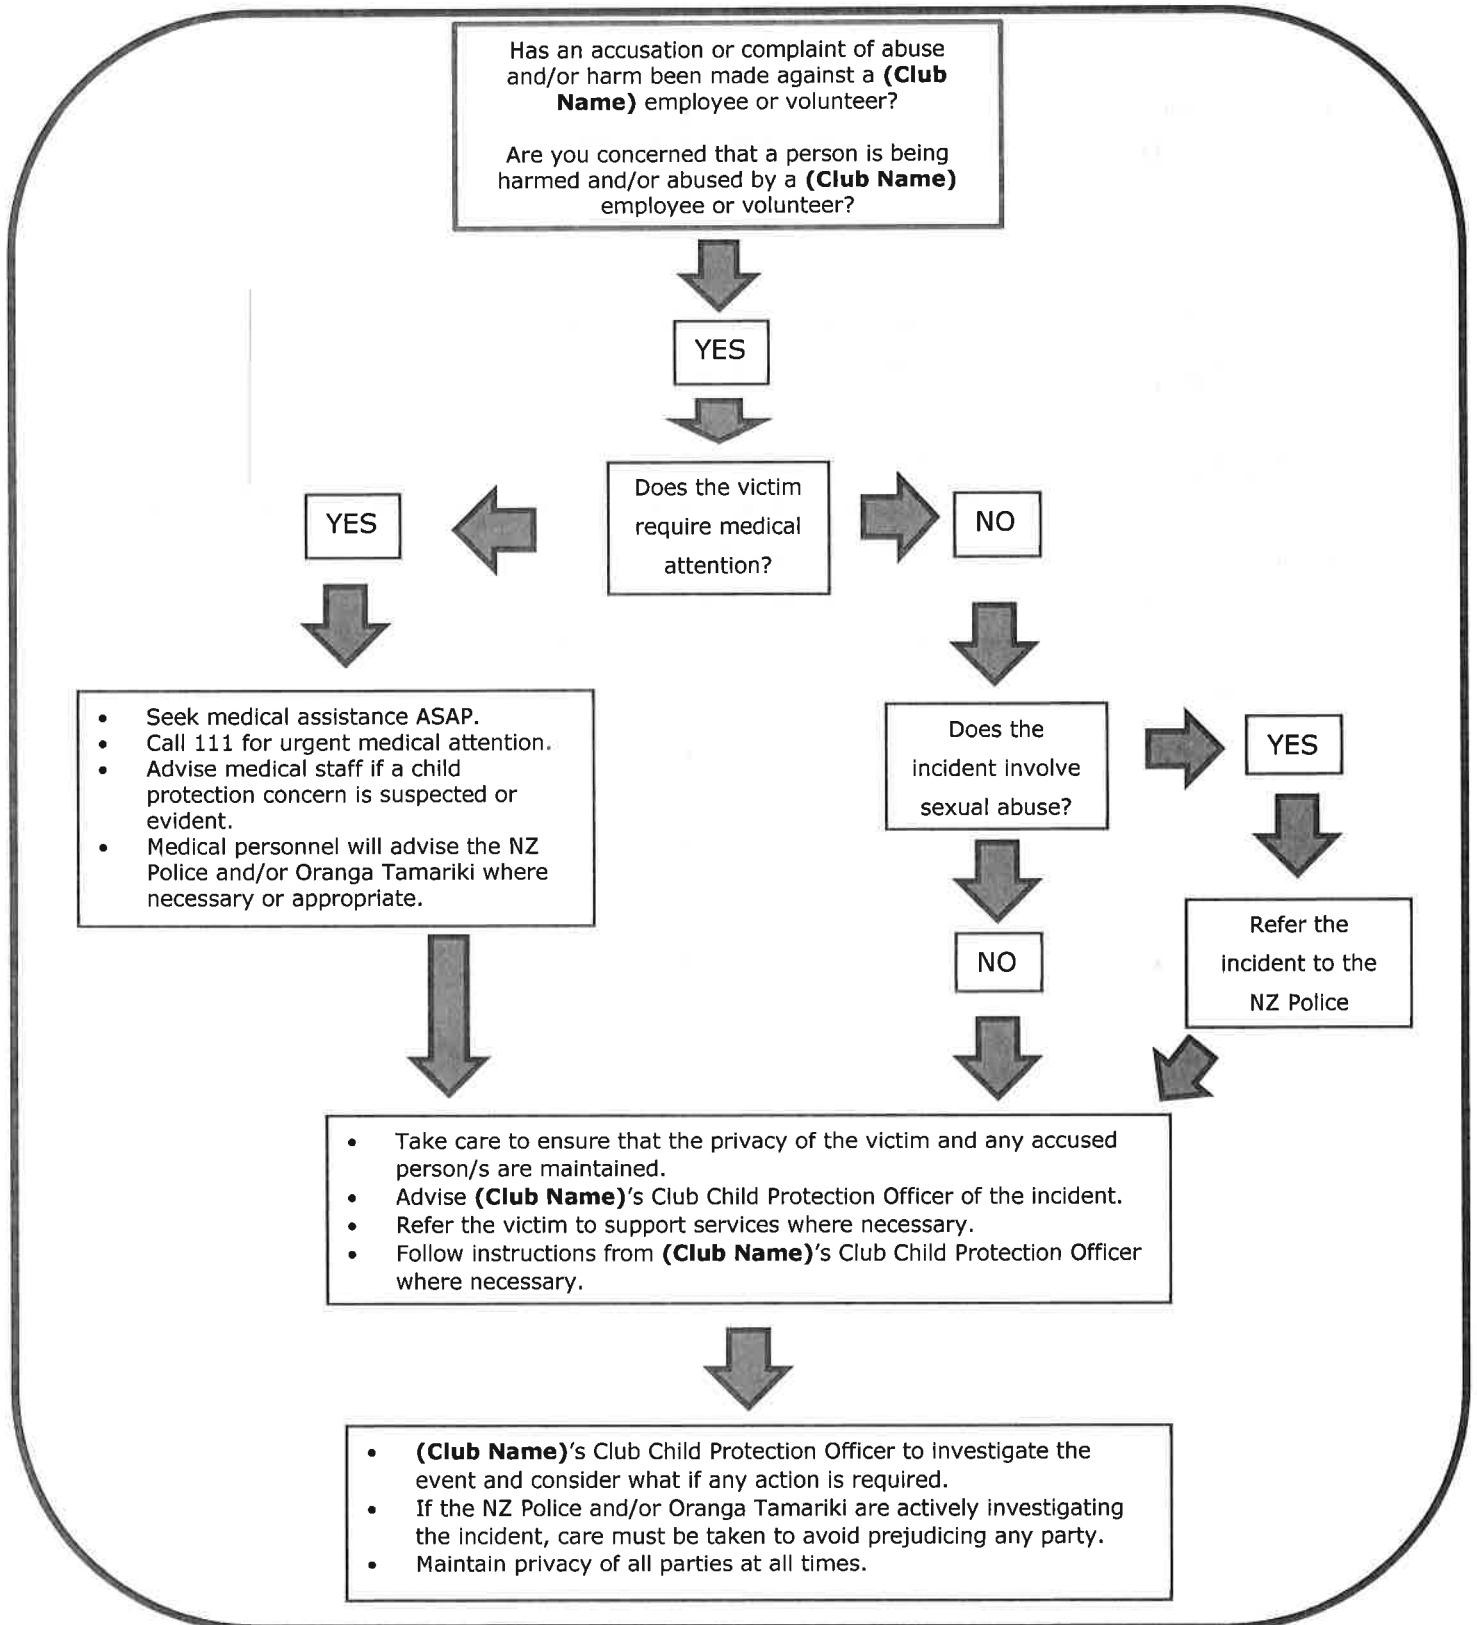 Has an accusation or complaint of abuse
and/or harm been made against a (Club
Name) employee or volunteer?
Are you concerned that a person is being
harmed and/or abused by a (Club Name)
employee or volunteer?
YES
Does the victim
require medical
attention?
YES
NO
• Seek medical assistance ASAP.
• Call 111 for urgent medical attention.
• Advise medical staff if a child
protection concern is suspected or
evident.
• Medical personnel will advise the NZ
Police and/or Oranga Tamariki where
necessary or appropriate.
Does the
incident involve
sexual abuse?
YES
NO
Refer the
incident to the
NZ Police
• Take care to ensure that the privacy of the victim and any accused
person/s are maintained.
• Advise (Club Name)'s Club Child Protection Officer of the incident.
• Refer the victim to support services where necessary.
• Follow instructions from (Club Name)'s Club Child Protection Officer
where necessary.
• (Club Name)'s Club Child Protection Officer to investigate the
event and consider what if any action is required.
• If the NZ Police and/or Oranga Tamariki are actively investigating
the incident, care must be taken to avoid prejudicing any party.
• Maintain privacy of all parties at all times.